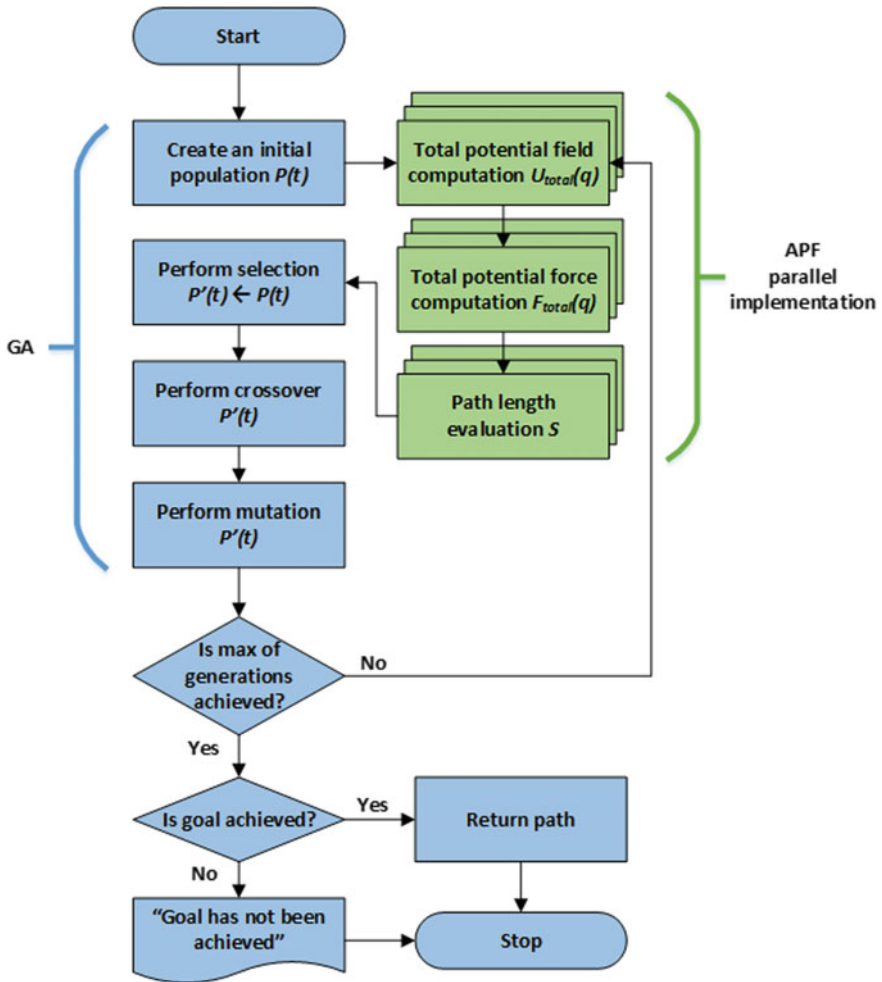 Start
Create an initial
population P(t)
Total potential field
computation U_total(q)
Perform selection
P'(t) ← P(t)
Total potential force
computation F_total(q)
APF
parallel
implementation
GA
Perform crossover
P'(t)
Path length
evaluation S
Perform mutation
P'(t)
Is max of
generations
achieved?
No
Yes
Is goal achieved?
Yes
Return path
No
“Goal has not been
achieved”
Stop